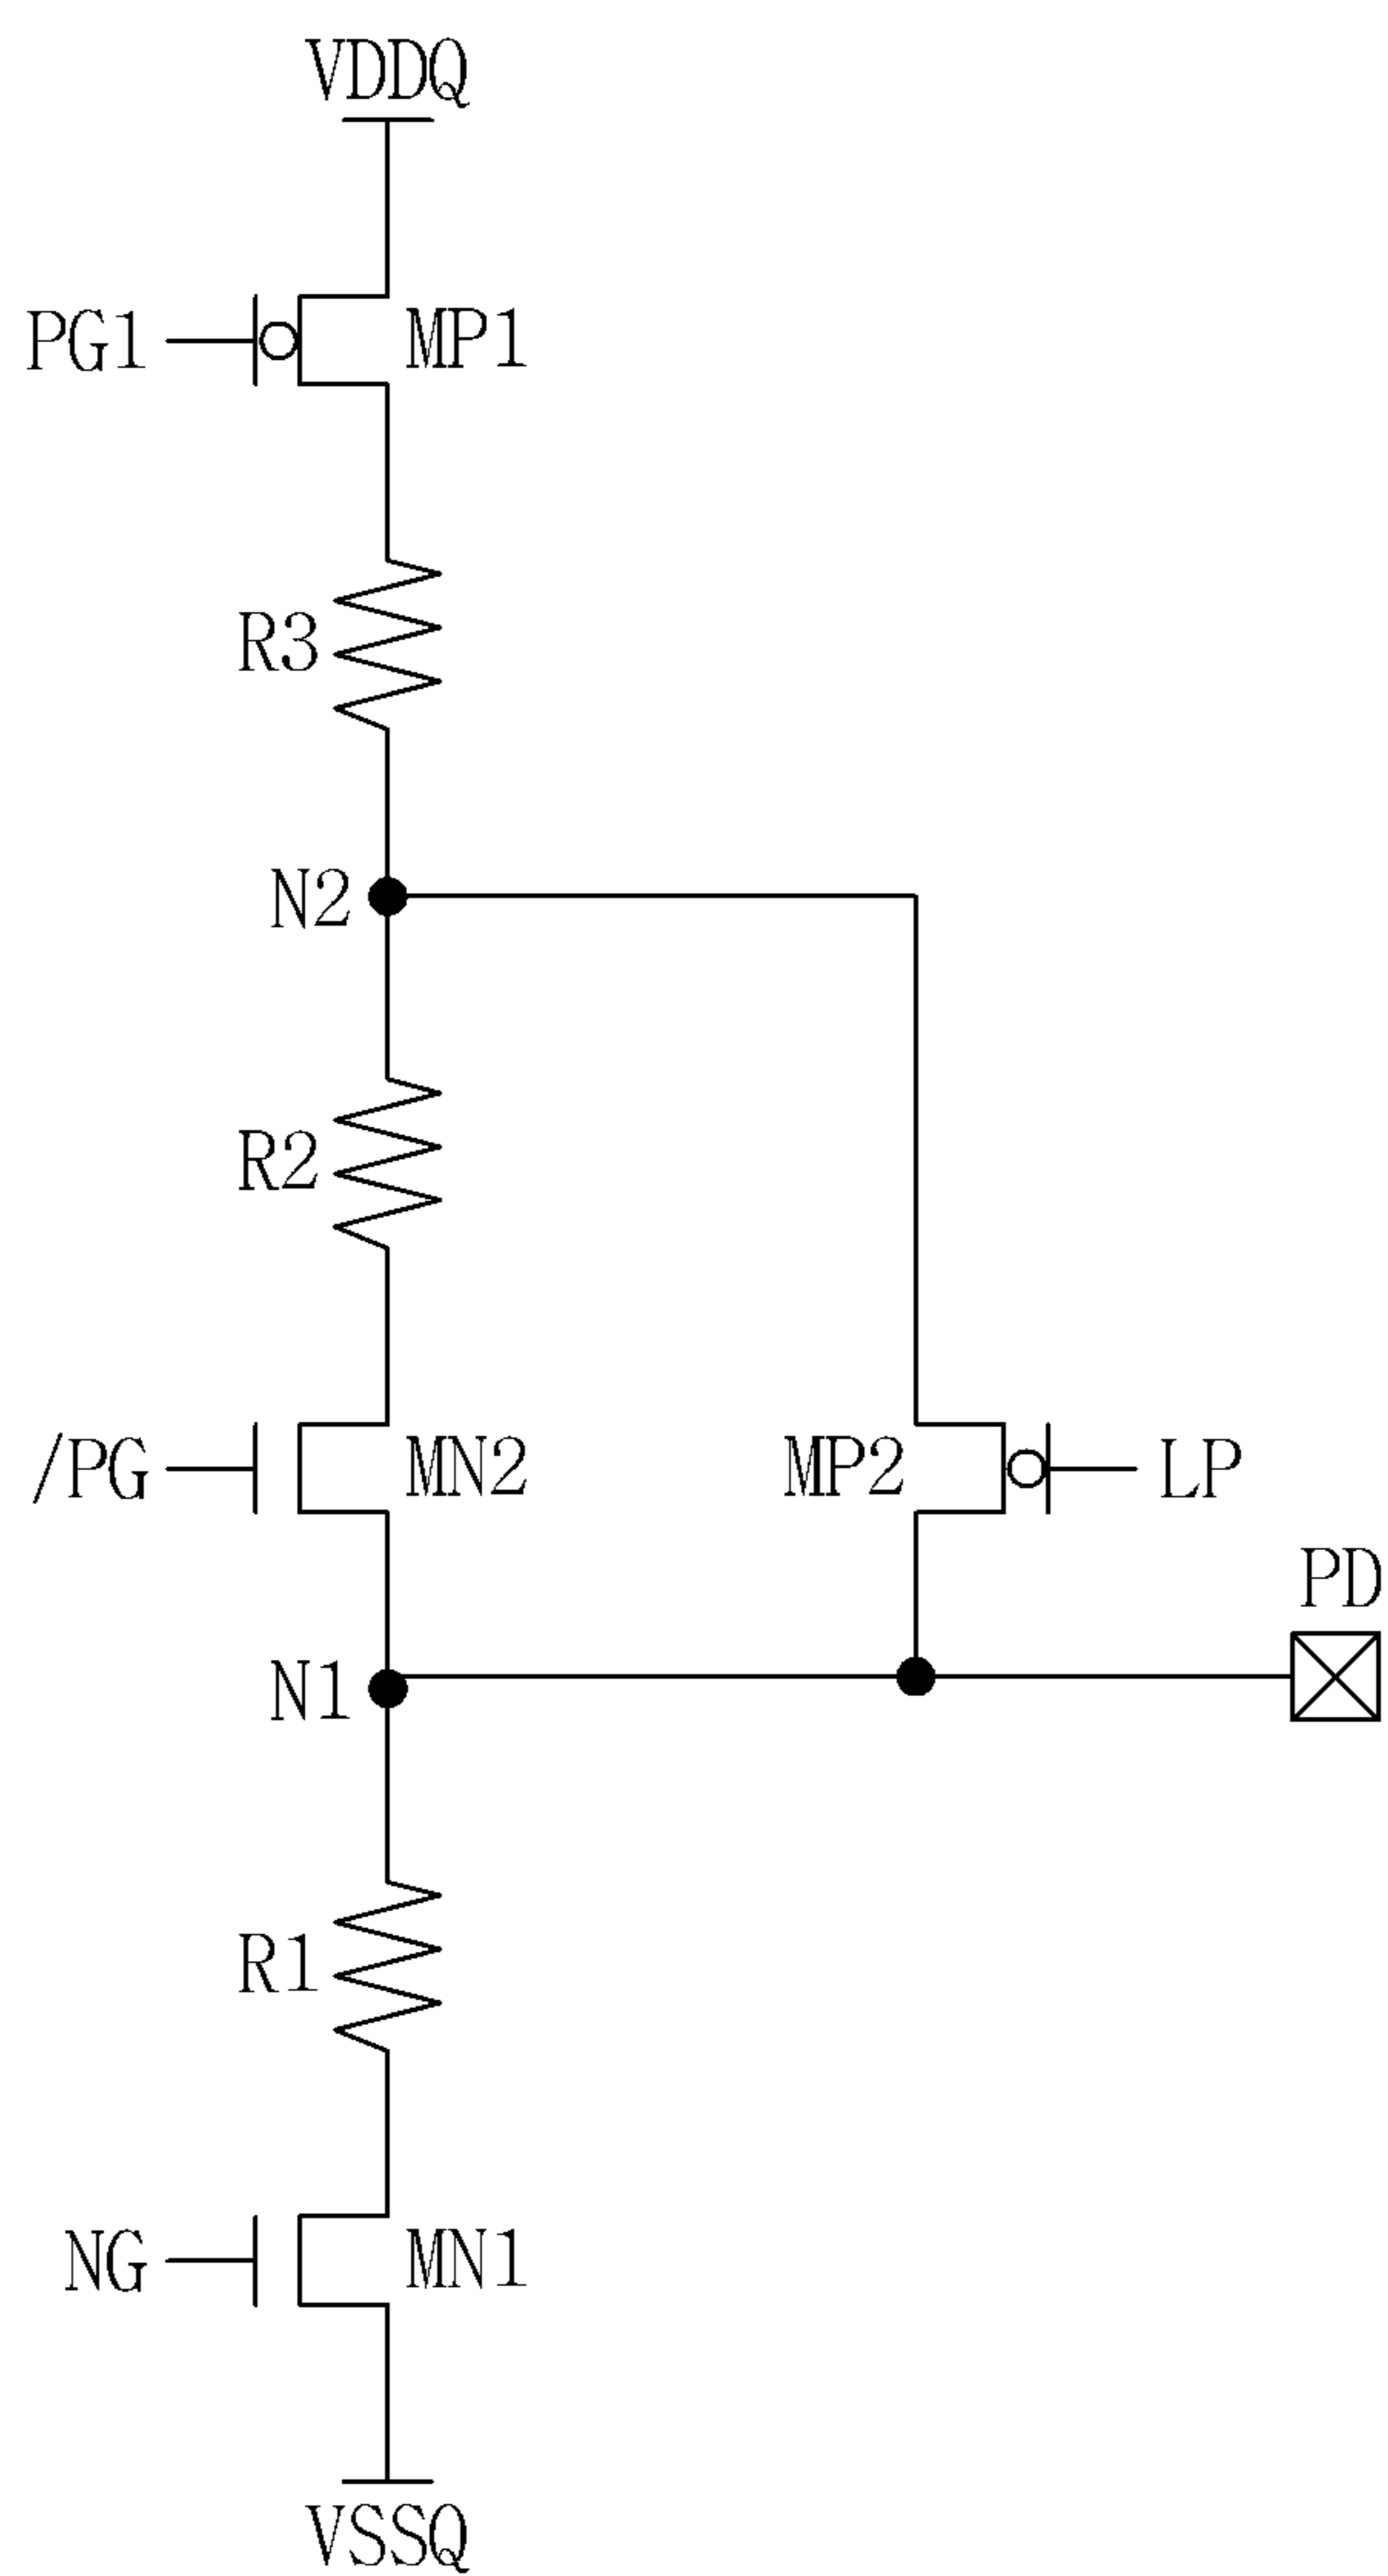 VDDQ
PG1 MP1
R3
N2
R2
/PG MN2 MP2 LP
PD
N1
R1
NG MN1
VSSQ